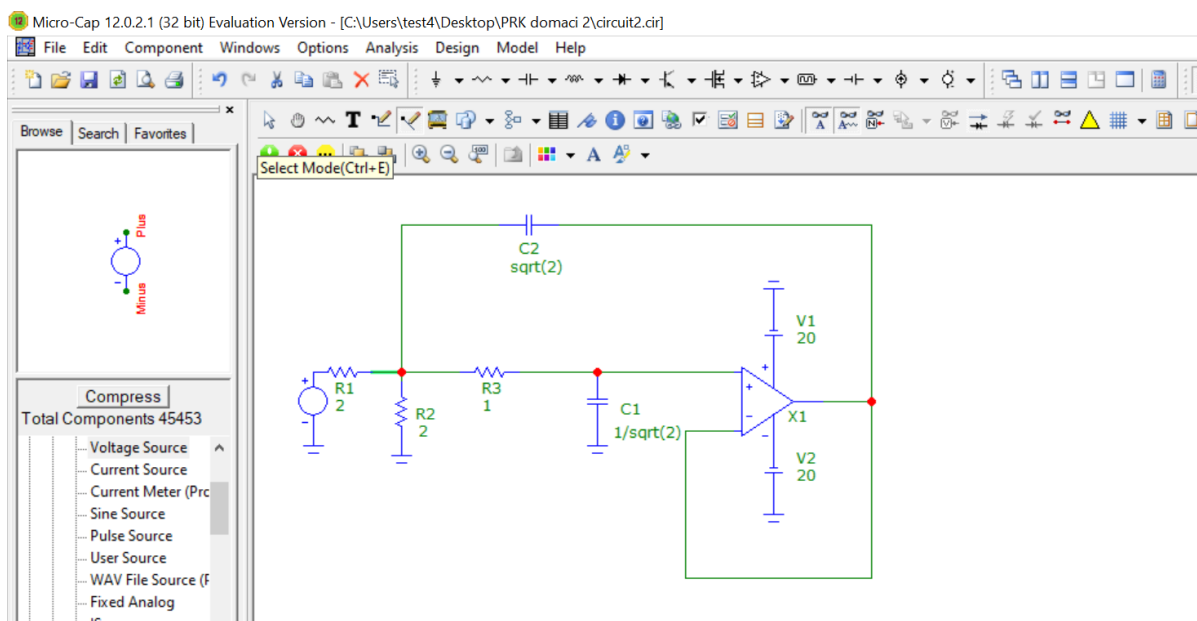 Micro-Cap 12.0.2.1 (32 bit) Evaluation Version - [C:\Users\test4\Desktop\PRK domaci 2\circuit2.cir]
File Edit Component Windows Options Analysis Design Model Help
Browse Search Favorites
Select Mode(Ctrl+E)
Plus
Minus
Compress
Total Components 45453
Voltage Source
Current Source
Current Meter (Prc
Sine Source
Pulse Source
User Source
WAV File Source (F
Fixed Analog
C2
sqrt(2)
V1
20
R1
2
R2
2
R3
1
C1
1/sqrt(2)
X1
V2
20